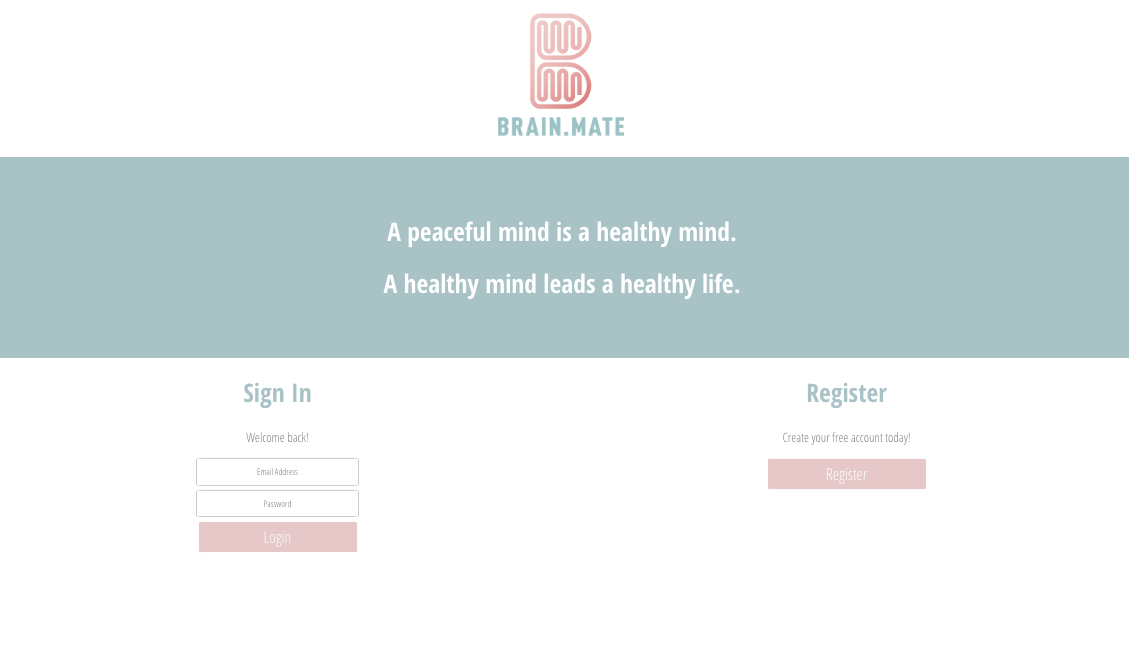 BRAIN.MATE
A peaceful mind is a healthy mind.
A healthy mind leads a healthy life.
Sign In
Welcome back!
Email Address
Password
Login
Register
Create your free account today!
Register